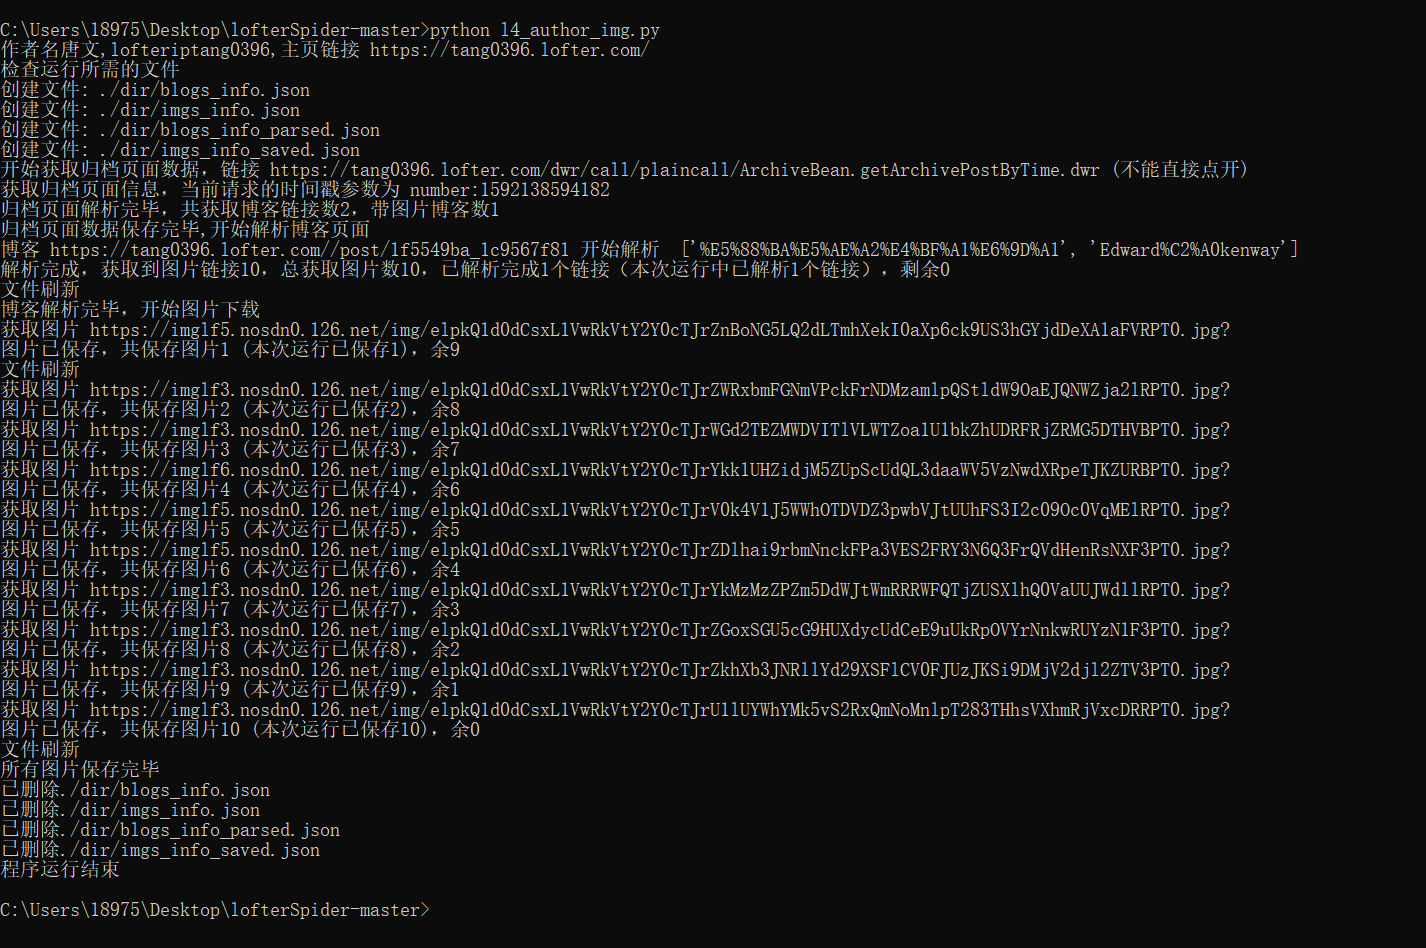 C:\Users\18975\Desktop\lofterSpider-master>python l4_author_img.py
作者名唐文,lofteriptang0396,主页链接 https://tang0396.lofter.com/
检查运行所需的文件
创建文件: ./dir/blogs_info.json
创建文件: ./dir/imgs_info.json
创建文件: ./dir/blogs_info_parsed.json
创建文件: ./dir/imgs_info_saved.json
开始获取归档页面数据，链接 https://tang0396.lofter.com/dwr/call/plaincall/ArchiveBean.getArchivePostByTime.dwr (不能直接点开)
获取归档页面信息，当前请求的时间戳参数为 number:1592138594182
归档页面解析完毕，共获取博客链接数2，带图片博客数1
归档页面数据保存完毕,开始解析博客页面
博客 https://tang0396.lofter.com//post/1f5549ba_1c9567f81 开始解析  ['%E5%88%BA%E5%AE%A2%E4%BF%A1%E6%9D%A1', 'Edward%C2%A0kenway']
解析完成，获取到图片链接10，总获取图片数10，已解析完成1个链接（本次运行中已解析1个链接），剩余0
文件刷新
博客解析完毕，开始图片下载
获取图片 https://imglf5.nosdn0.126.net/img/elpkQ1d0dCsxL1VwRkVtY2Y0cTJrZnBoNG5LQ2dLTmhXekI0aXp6ck9US3hGYjdDeXA1aFVRPT0.jpg?
图片已保存，共保存图片1 (本次运行已保存1)，余9
文件刷新
获取图片 https://imglf3.nosdn0.126.net/img/elpkQ1d0dCsxL1VwRkVtY2Y0cTJrZWRxbmFGNmVPckFrNDMzamlpQStldW9OaEJQNWZja2lRPT0.jpg?
图片已保存，共保存图片2 (本次运行已保存2)，余8
获取图片 https://imglf3.nosdn0.126.net/img/elpkQ1d0dCsxL1VwRkVtY2Y0cTJrWGd2TEZMWDVIT1VLWTZoalU1bkZhUDRFRjZRMG5DTHVBPT0.jpg?
图片已保存，共保存图片3 (本次运行已保存3)，余7
获取图片 https://imglf6.nosdn0.126.net/img/elpkQ1d0dCsxL1VwRkVtY2Y0cTJrYkk1UHZidjM5ZUpScUdQL3daaWV5VzNwdXRpeTJKZURBPT0.jpg?
图片已保存，共保存图片4 (本次运行已保存4)，余6
获取图片 https://imglf5.nosdn0.126.net/img/elpkQ1d0dCsxL1VwRkVtY2Y0cTJrV0k4V1J5WWhOTDVDZ3pwbVJtUUhFS3I2c09Oc0VqME1RPT0.jpg?
图片已保存，共保存图片5 (本次运行已保存5)，余5
获取图片 https://imglf5.nosdn0.126.net/img/elpkQ1d0dCsxL1VwRkVtY2Y0cTJrZDlhai9rbmNnckFPa3VES2FRY3N6Q3FrQVdHenRsNXF3PT0.jpg?
图片已保存，共保存图片6 (本次运行已保存6)，余4
获取图片 https://imglf3.nosdn0.126.net/img/elpkQ1d0dCsxL1VwRkVtY2Y0cTJrYkMzMzZPZm5DdWJtWmRRRWFQTjZUSXlhQ0VaUUJWdllRPT0.jpg?
图片已保存，共保存图片7 (本次运行已保存7)，余3
获取图片 https://imglf3.nosdn0.126.net/img/elpkQ1d0dCsxL1VwRkVtY2Y0cTJrZGoxSGU5cG9HUXdycUdCeE9uUkRpOVYrNnkwRUYzN1F3PT0.jpg?
图片已保存，共保存图片8 (本次运行已保存8)，余2
获取图片 https://imglf3.nosdn0.126.net/img/elpkQ1d0dCsxL1VwRkVtY2Y0cTJrZkhXb3JNRllYd29XSFlCV0FJUzJKSi9DMjV2djl2ZTV3PT0.jpg?
图片已保存，共保存图片9 (本次运行已保存9)，余1
获取图片 https://imglf3.nosdn0.126.net/img/elpkQ1d0dCsxL1VwRkVtY2Y0cTJrU1lUYWhYMk5vS2RxQmNoMnlpT283THhsVXhmRjVxcDRRPT0.jpg?
图片已保存，共保存图片10 (本次运行已保存10)，余0
文件刷新
所有图片保存完毕
已删除./dir/blogs_info.json
已删除./dir/imgs_info.json
已删除./dir/blogs_info_parsed.json
已删除./dir/imgs_info_saved.json
程序运行结束
C:\Users\18975\Desktop\lofterSpider-master>